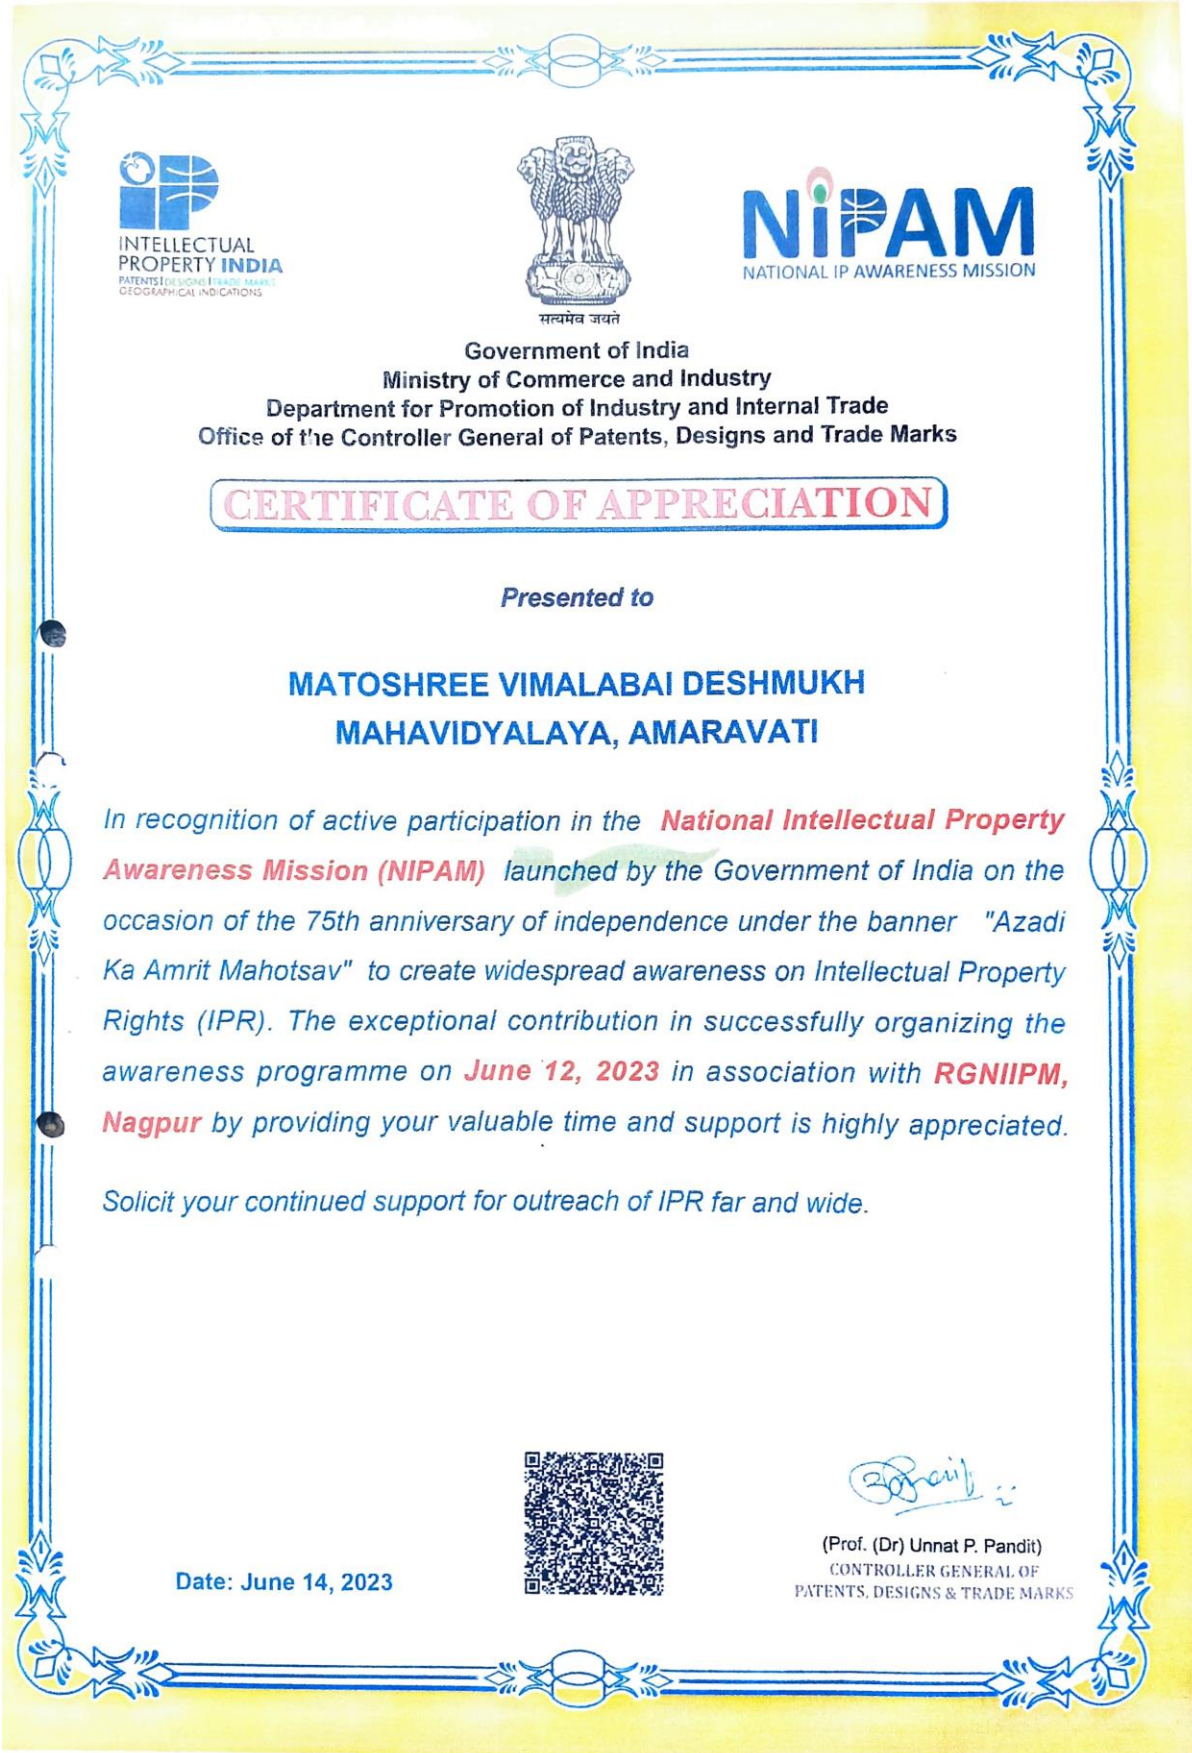 iP
INTELLECTUAL
PROPERTY INDIA
PATENTS | DESIGNS | TRADE MARKS
GEOGRAPHICAL INDICATIONS
सत्यमेव जयते
NiPAM
NATIONAL IP AWARENESS MISSION
Government of India
Ministry of Commerce and Industry
Department for Promotion of Industry and Internal Trade
Office of the Controller General of Patents, Designs and Trade Marks
CERTIFICATE OF APPRECIATION
Presented to
MATOSHREE VIMALABAI DESHMUKH
MAHAVIDYALAYA, AMARAVATI
In recognition of active participation in the National Intellectual Property
Awareness Mission (NIPAM) launched by the Government of India on the
occasion of the 75th anniversary of independence under the banner "Azadi
Ka Amrit Mahotsav" to create widespread awareness on Intellectual Property
Rights (IPR). The exceptional contribution in successfully organizing the
awareness programme on June 12, 2023 in association with RGNIIPM,
Nagpur by providing your valuable time and support is highly appreciated.
Solicit your continued support for outreach of IPR far and wide.
Date: June 14, 2023
(Prof. (Dr) Unnat P. Pandit)
CONTROLLER GENERAL OF
PATENTS, DESIGNS & TRADE MARKS